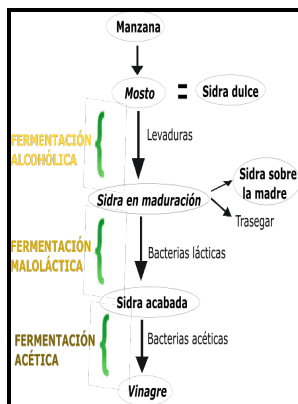 Manzana
Mosto = Sidra dulce
Levaduras
FERMENTACIÓN
ALCOHÓLICA
Sidra en maduración
Sidra sobre
la madre
Trasegar
FERMENTACIÓN
MALOLÁCTICA
Bacterias lácticas
Sidra acabada
FERMENTACIÓN
ACÉTICA
Bacterias acéticas
Vinagre